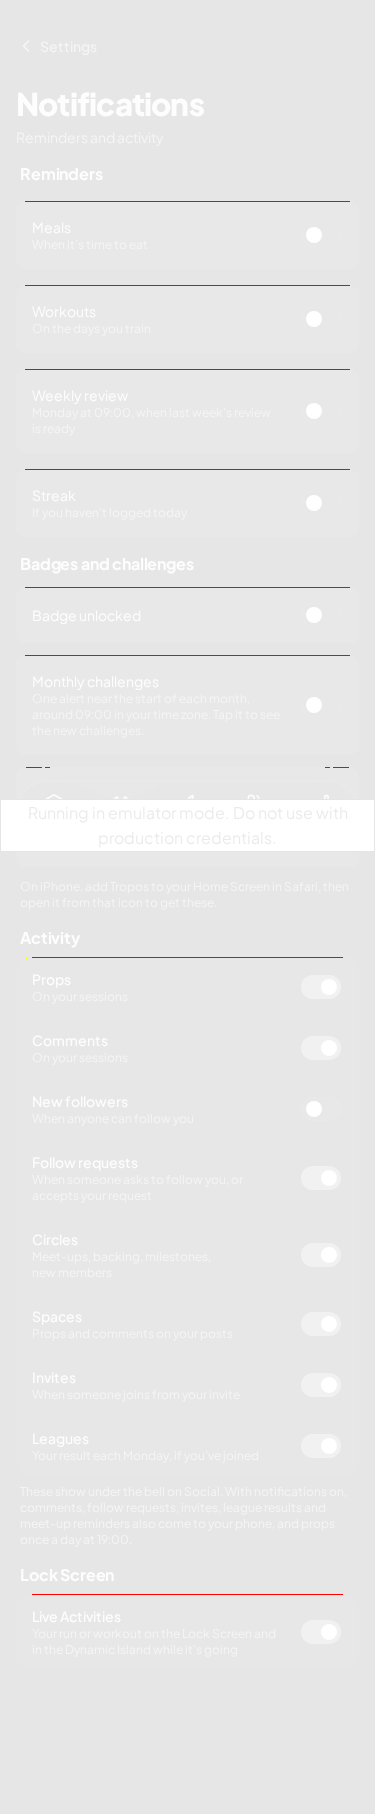 Settings
Notifications
Reminders and activity
Reminders
Meals
When it's time to eat
Workouts
On the days you train
Weekly review
Monday at 09:00, when last week's review
is ready
Streak
If you haven't logged today
Badges and challenges
Badge unlocked
Monthly challenges
One alert near the start of each month,
around 09:00 in your time zone. Tap it to see
the new challenges.
Running in emulator mode. Do not use with
production credentials.
On iPhone, add Tropos to your Home Screen in Safari, then
open it from that icon to get these.
Activity
Props
On your sessions
Comments
On your sessions
New followers
When anyone can follow you
Follow requests
When someone asks to follow you, or
accepts your request
Circles
Meet-ups, backing, milestones,
new members
Spaces
Props and comments on your posts
Invites
When someone joins from your invite
Leagues
Your result each Monday, if you've joined
These show under the bell on Social. With notifications on,
comments, follow requests, invites, league results and
meet-up reminders also come to your phone, and props
once a day at 19:00.
Lock Screen
Live Activities
Your run or workout on the Lock Screen and
in the Dynamic Island while it's going